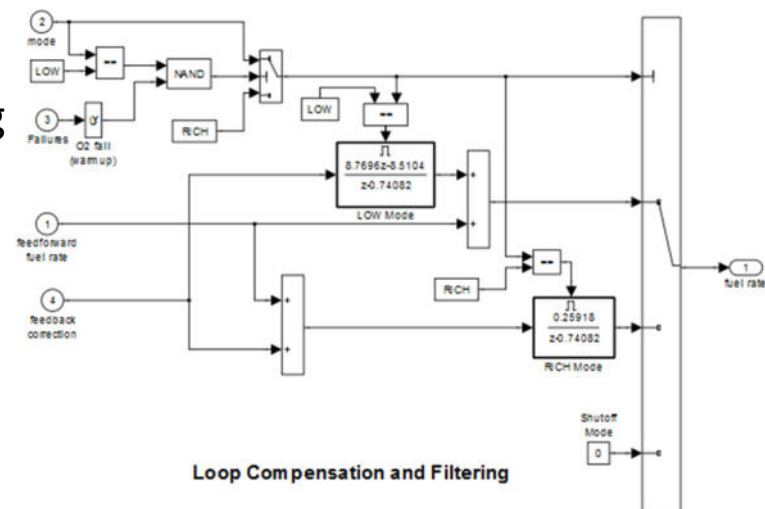 2
mode
==
LOW
NAND
g
3
Failures
O2 fail
(warmup)
RICH
LOW
==
8.7696z-8.5104
z-0.74082
LOW Mode
+
+
1
feedforward
fuel rate
==
RICH
1
fuel rate
4
feedback
correction
+
+
0.25918
z-0.74082
RICH Mode
Shutoff
Mode
0
Loop Compensation and Filtering